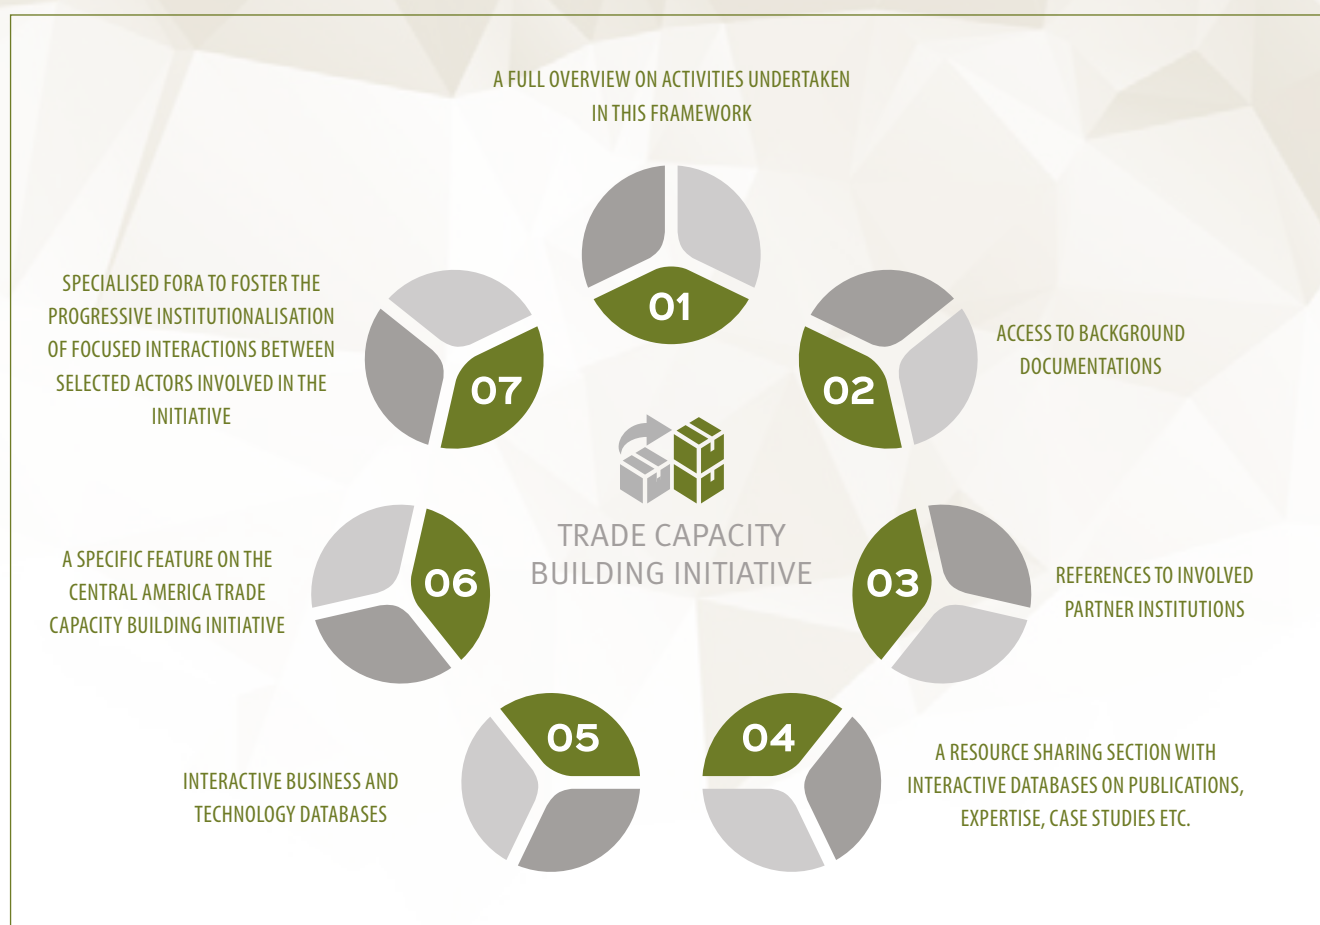 A FULL OVERVIEW ON ACTIVITIES UNDERTAKEN
IN THIS FRAMEWORK
01
02
ACCESS TO BACKGROUND
DOCUMENTATIONS
03
REFERENCES TO INVOLVED
PARTNER INSTITUTIONS
04
A RESOURCE SHARING SECTION WITH
INTERACTIVE DATABASES ON PUBLICATIONS,
EXPERTISE, CASE STUDIES ETC.
05
INTERACTIVE BUSINESS AND
TECHNOLOGY DATABASES
06
A SPECIFIC FEATURE ON THE
CENTRAL AMERICA TRADE
CAPACITY BUILDING INITIATIVE
07
SPECIALISED FORA TO FOSTER THE
PROGRESSIVE INSTITUTIONALISATION
OF FOCUSED INTERACTIONS BETWEEN
SELECTED ACTORS INVOLVED IN THE
INITIATIVE
TRADE CAPACITY
BUILDING INITIATIVE